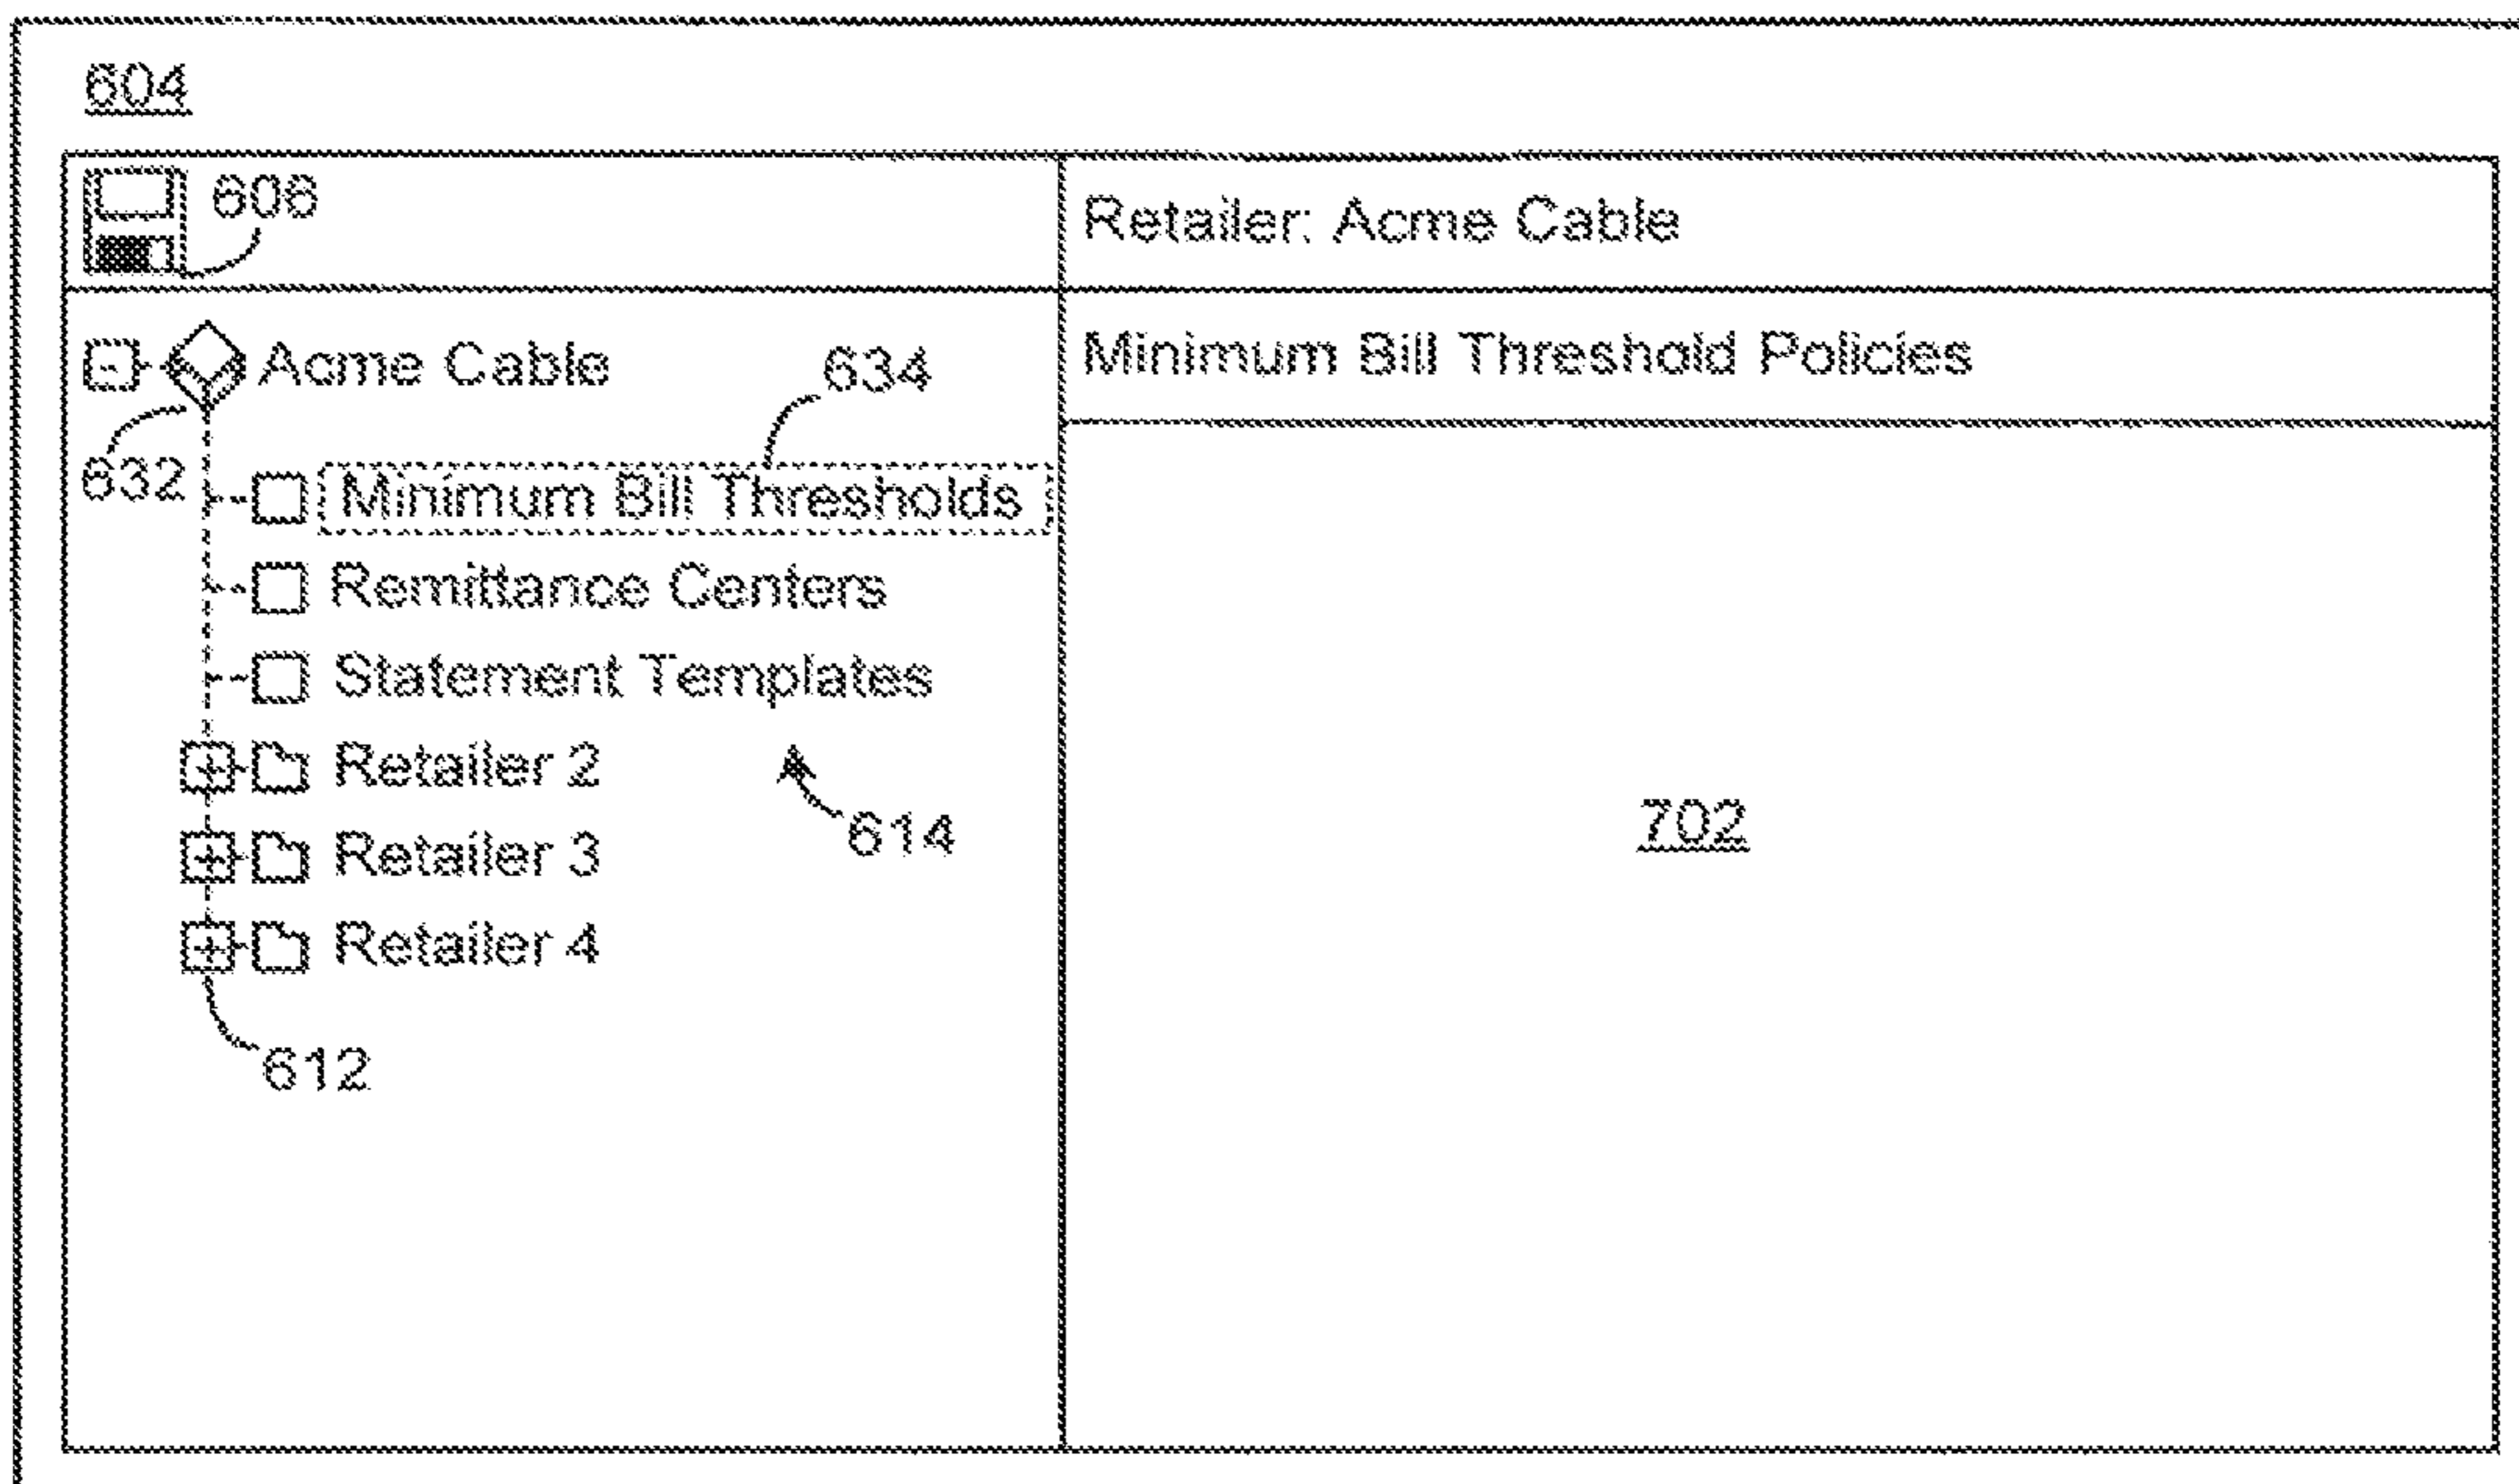 604
608
Retailer: Acme Cable
Acme Cable
634
Minimum Bill Threshold Policies
632
Minimum Bill Thresholds
Remittance Centers
Statement Templates
Retailer 2
614
702
Retailer 3
Retailer 4
612